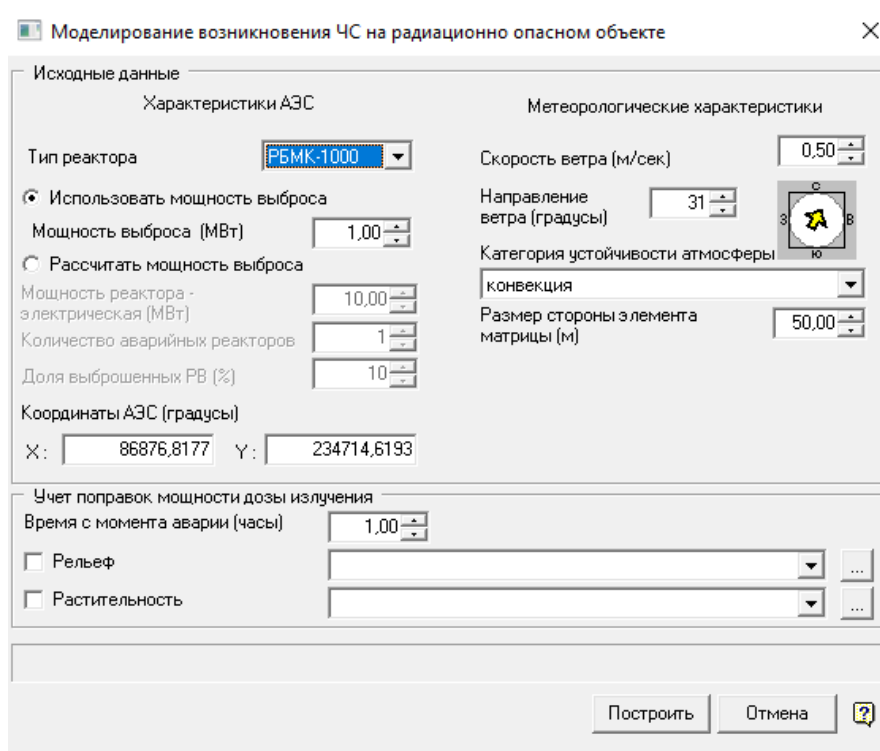 Моделирование возникновения ЧС на радиационно опасном объекте
Исходные данные
Характеристики АЭС
Тип реактора
РБМК-1000
Использовать мощность выброса
Мощность выброса (МВт)
1,00
Рассчитать мощность выброса
Мощность реактора -
электрическая (МВт)
10,00
Количество аварийных реакторов
1
Доля выброшенных РВ (%)
10
Координаты АЭС (градусы)
X: 86876,8177 Y: 234714,6193
Метеорологические характеристики
Скорость ветра (м/сек)
0,50
Направление
ветра (градусы)
31
С
З
В
Ю
Категория устойчивости атмосферы
конвекция
Размер стороны элемента
матрицы (м)
50,00
Учет поправок мощности дозы излучения
Время с момента аварии (часы)
1,00
Рельеф
...
Растительность
...
Построить Отмена ?